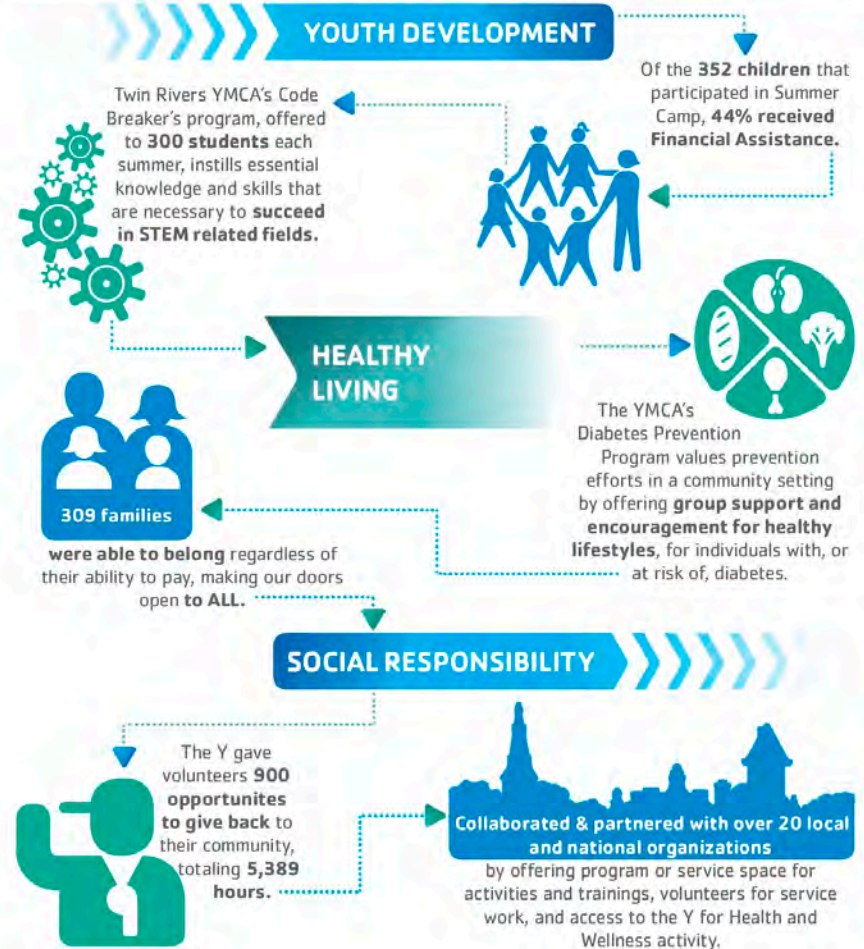 YOUTH DEVELOPMENT
Of the 352 children that
participated in Summer
Camp, 44% received
Financial Assistance.
Twin Rivers YMCA's Code
Breaker's program, offered
to 300 students each
summer, instills essential
knowledge and skills that
are necessary to succeed
in STEM related fields.
HEALTHY
LIVING
The YMCA's
Diabetes Prevention
Program values prevention
efforts in a community setting
by offering group support and
encouragement for healthy
lifestyles, for individuals with, or
at risk of, diabetes.
309 families
were able to belong regardless of
their ability to pay, making our doors
open to ALL.
SOCIAL RESPONSIBILITY
The Y gave
volunteers 900
opportunites
to give back to
their community,
totaling 5,389
hours.
Collaborated & partnered with over 20 local
and national organizations
by offering program or service space for
activities and trainings, volunteers for service
work, and access to the Y for Health and
Wellness activity.